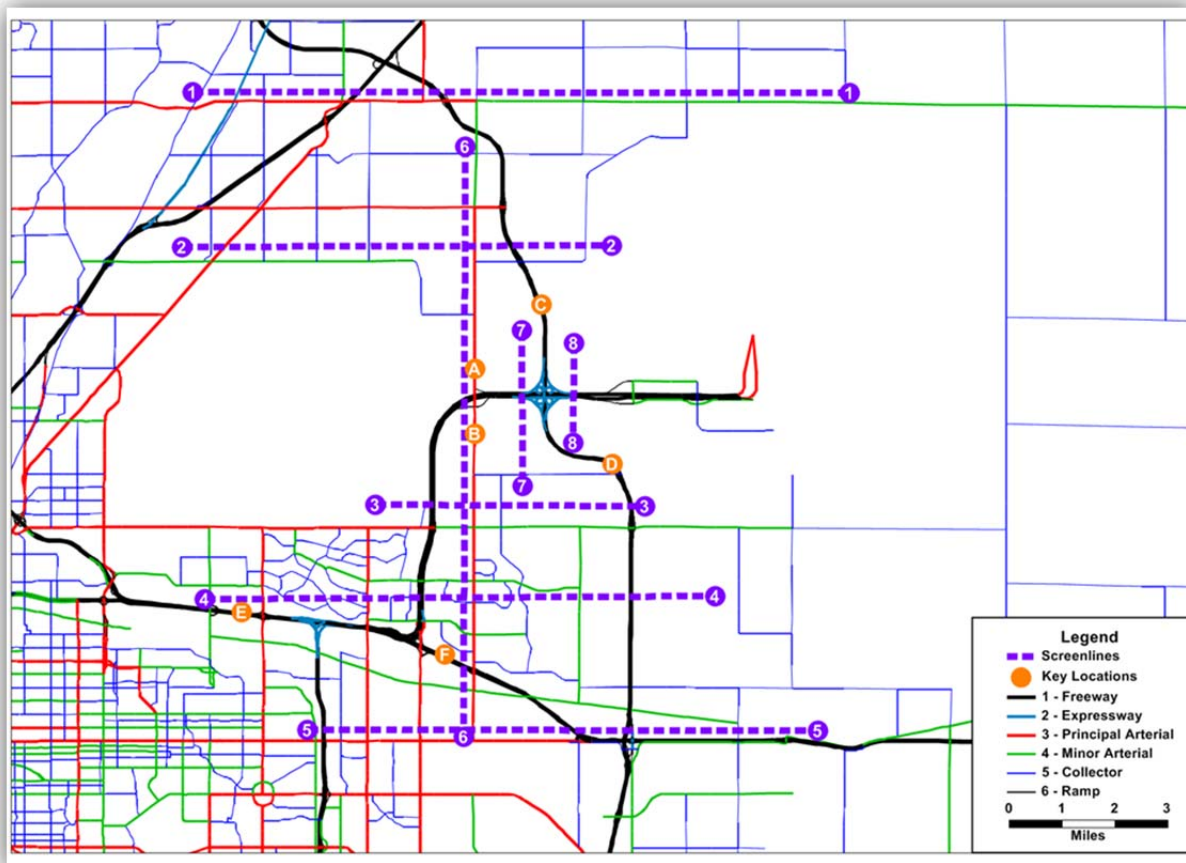 1 1
6
2 2
C
7
8
A
B
8
D
7
3 3
4 4
E
F
5 5
6
Legend
Screenlines
Key Locations
1 - Freeway
2 - Expressway
3 - Principal Arterial
4 - Minor Arterial
5 - Collector
6 - Ramp
0 1 2 3
Miles